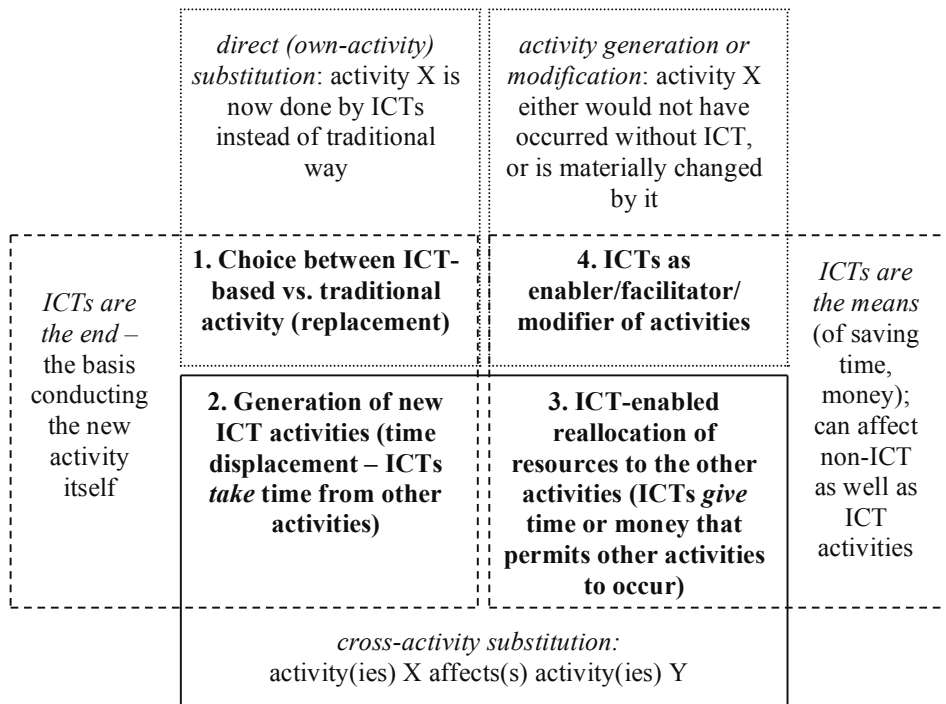 direct (own-activity)
substitution: activity X is
now done by ICTs
instead of traditional
way
activity generation or
modification: activity X
either would not have
occurred without ICT,
or is materially changed
by it
ICTs are
the end –
the basis
conducting
the new
activity
itself
1. Choice between ICT-
based vs. traditional
activity (replacement)
4. ICTs as
enabler/facilitator/
modifier of activities
ICTs are
the means
(of saving
time,
money);
can affect
non-ICT
as well as
ICT
activities
2. Generation of new
ICT activities (time
displacement – ICTs
take time from other
activities)
3. ICT-enabled
reallocation of
resources to the other
activities (ICTs give
time or money that
permits other activities
to occur)
cross-activity substitution:
activity(ies) X affects(s) activity(ies) Y